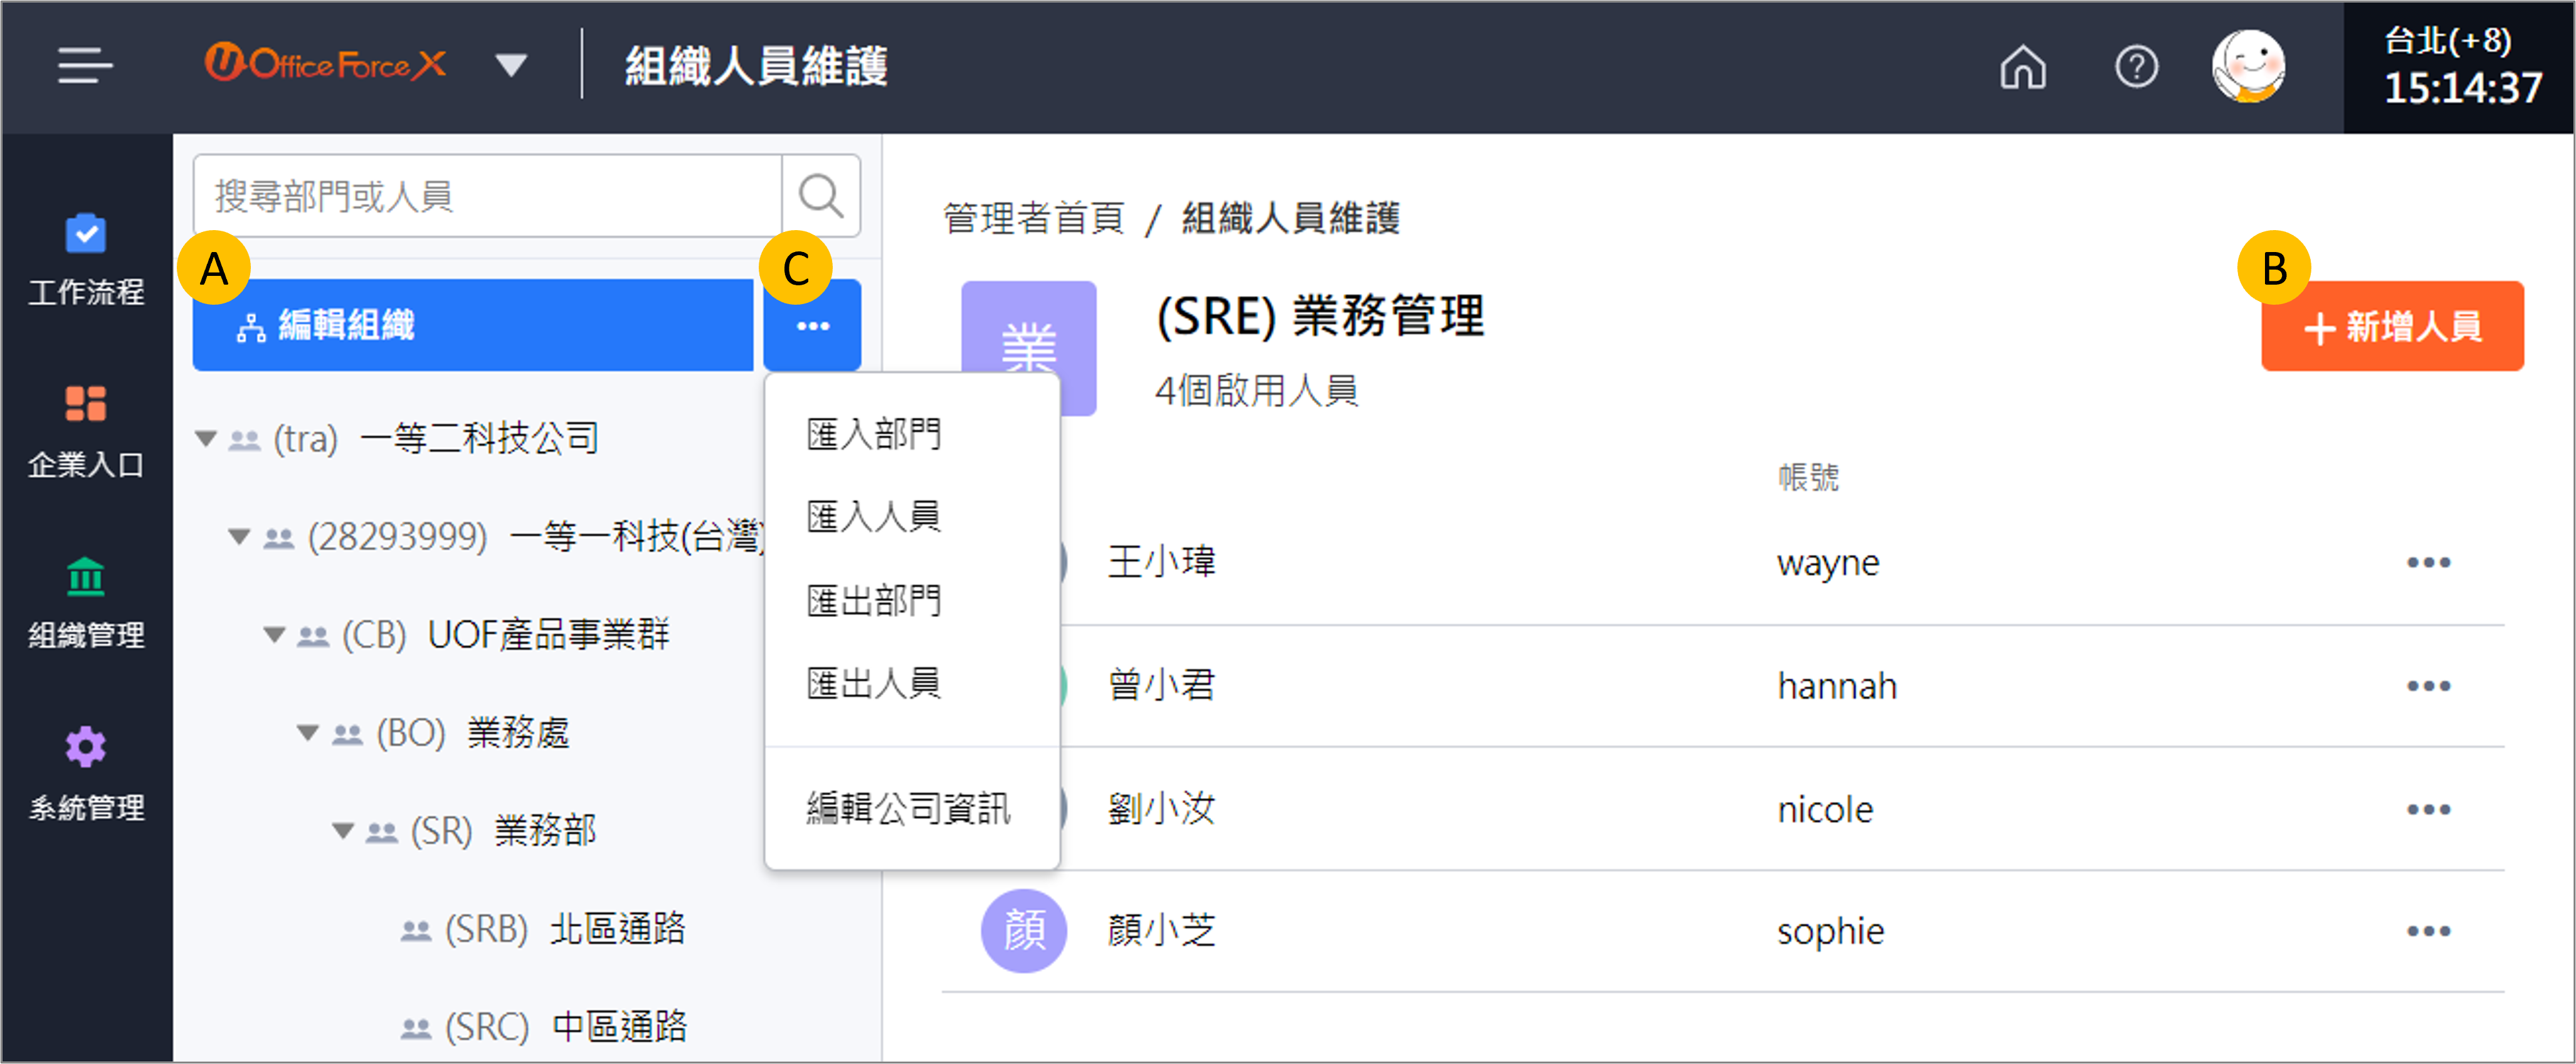 U Office Force X
組織人員維護
台北(+8)
15:14:37
工作流程
企業入口
組織管理
系統管理
搜尋部門或人員
A
編輯組織
C
(tra) 一等二科技公司
(28293999) 一等一科技(台灣)
(CB) UOF產品事業群
(BO) 業務處
(SR) 業務部
(SRB) 北區通路
(SRC) 中區通路
匯入部門
匯入人員
匯出部門
匯出人員
編輯公司資訊
管理者首頁 / 組織人員維護
業
(SRE) 業務管理
4個啟用人員
B
+新增人員
帳號
王小瑋 wayne
曾小君 hannah
劉小汝 nicole
顏 顏小芝 sophie